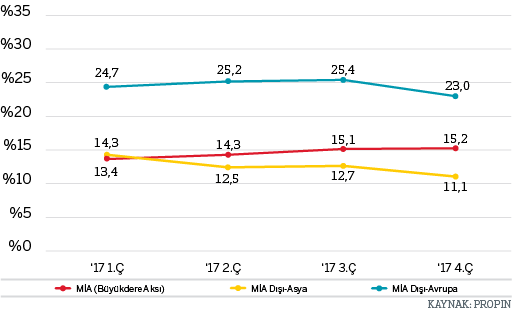 %35
%30
%25
%20
%15
%10
%5
%0
24,7
25,2
25,4
23,0
14,3
14,3
15,1
15,2
13,4
12,5
12,7
11,1
‘17 1.Ç
‘17 2.Ç
‘17 3.Ç
‘17 4.Ç
MİA (Büyükdere Aksı)
MİA Dışı-Asya
MİA Dışı-Avrupa
KAYNAK: PROPIN